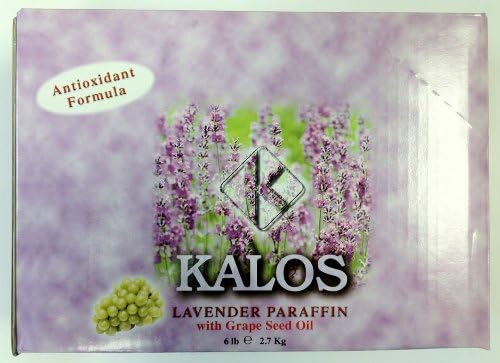 Antioxidant
Formula
K
KALOS
LAVENDER PARAFFIN
with Grape Seed Oil
6 lb ℮ 2.7 Kg